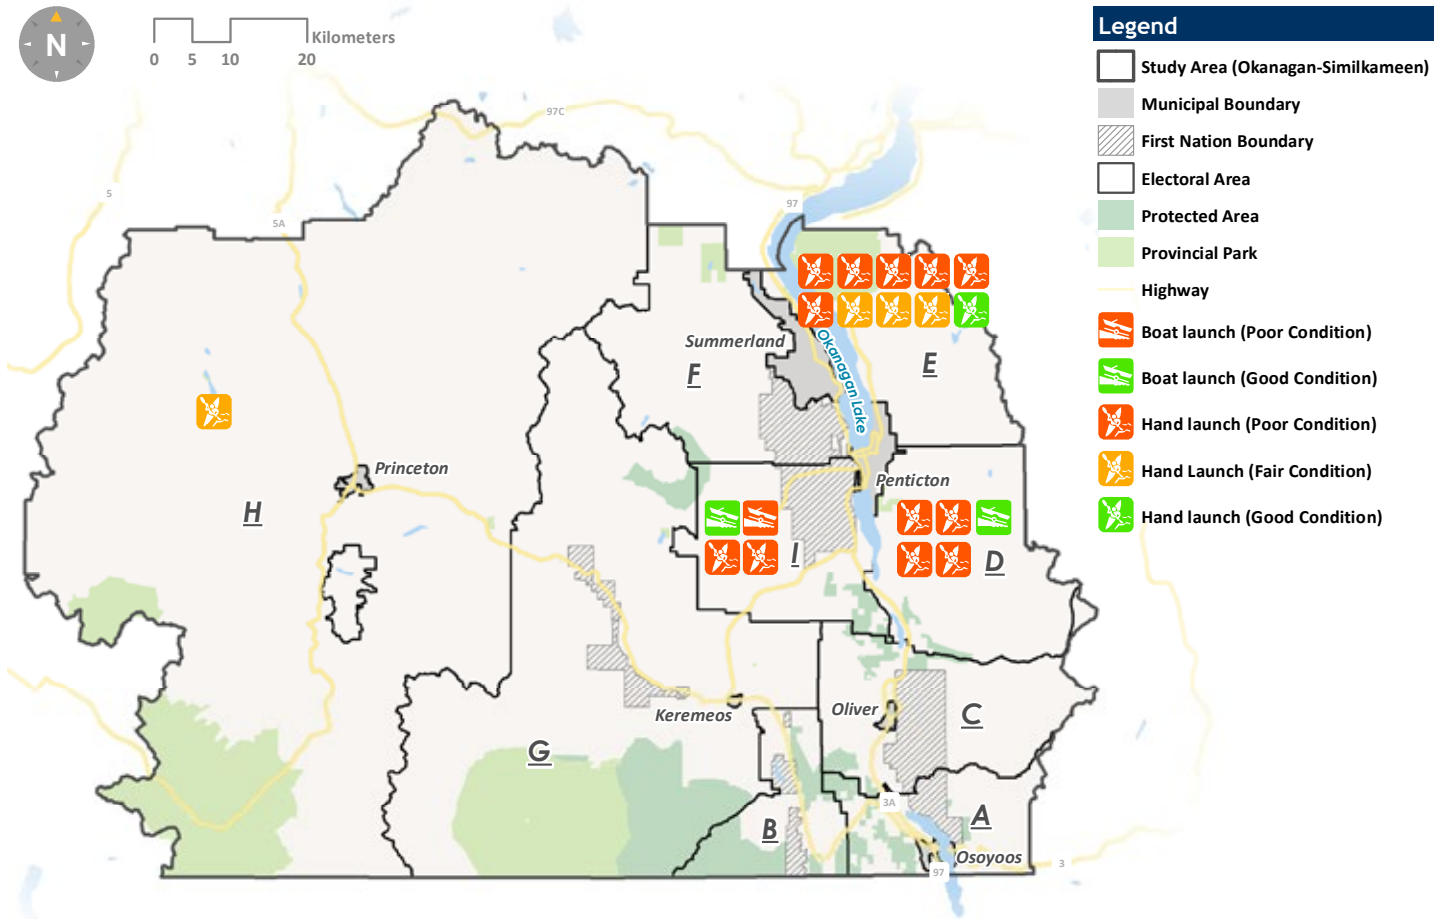 N
Kilometers
0 5 10 20
Legend
Study Area (Okanagan-Similkameen)
Municipal Boundary
First Nation Boundary
Electoral Area
Protected Area
Provincial Park
Highway
Boat launch (Poor Condition)
Boat launch (Good Condition)
Hand launch (Poor Condition)
Hand Launch (Fair Condition)
Hand launch (Good Condition)
97C
5
5A
97
Summerland
Okanagan Lake
F
E
Princeton
Penticton
H
I
D
Keremeos
Oliver
C
G
3A
B
A
Osoyoos
97
3